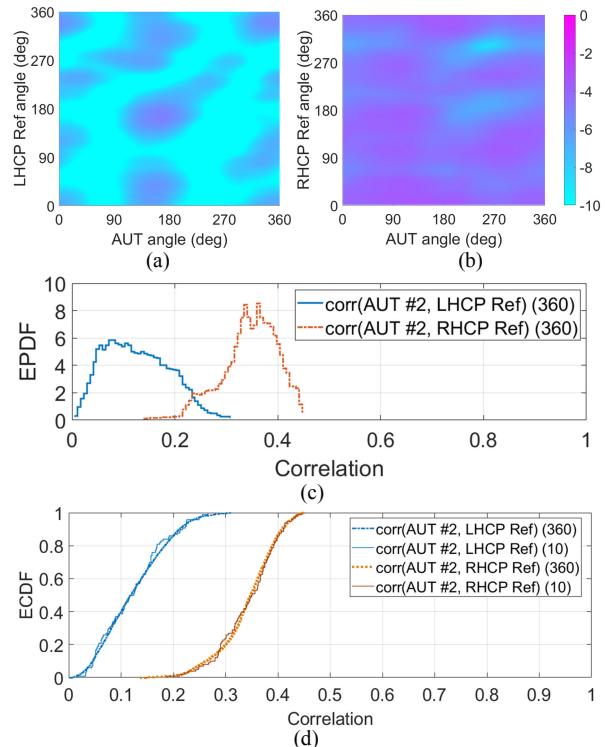 360
270
180
90
0
LHCP Ref angle (deg)
0 90 180 270 360
AUT angle (deg)
(a)
360
270
180
90
0
RHCP Ref angle (deg)
0 90 180 270 360
AUT angle (deg)
(b)
0
-2
-4
-6
-8
-10
10
8
6
4
2
0
EPDF
corr(AUT #2, LHCP Ref) (360)
corr(AUT #2, RHCP Ref) (360)
0 0.2 0.4 0.6 0.8 1
Correlation
(c)
1
0.8
0.6
0.4
0.2
0
ECDF
corr(AUT #2, LHCP Ref) (360)
corr(AUT #2, LHCP Ref) (10)
corr(AUT #2, RHCP Ref) (360)
corr(AUT #2, RHCP Ref) (10)
0 0.1 0.2 0.3 0.4 0.5 0.6 0.7 0.8 0.9 1
Correlation
(d)